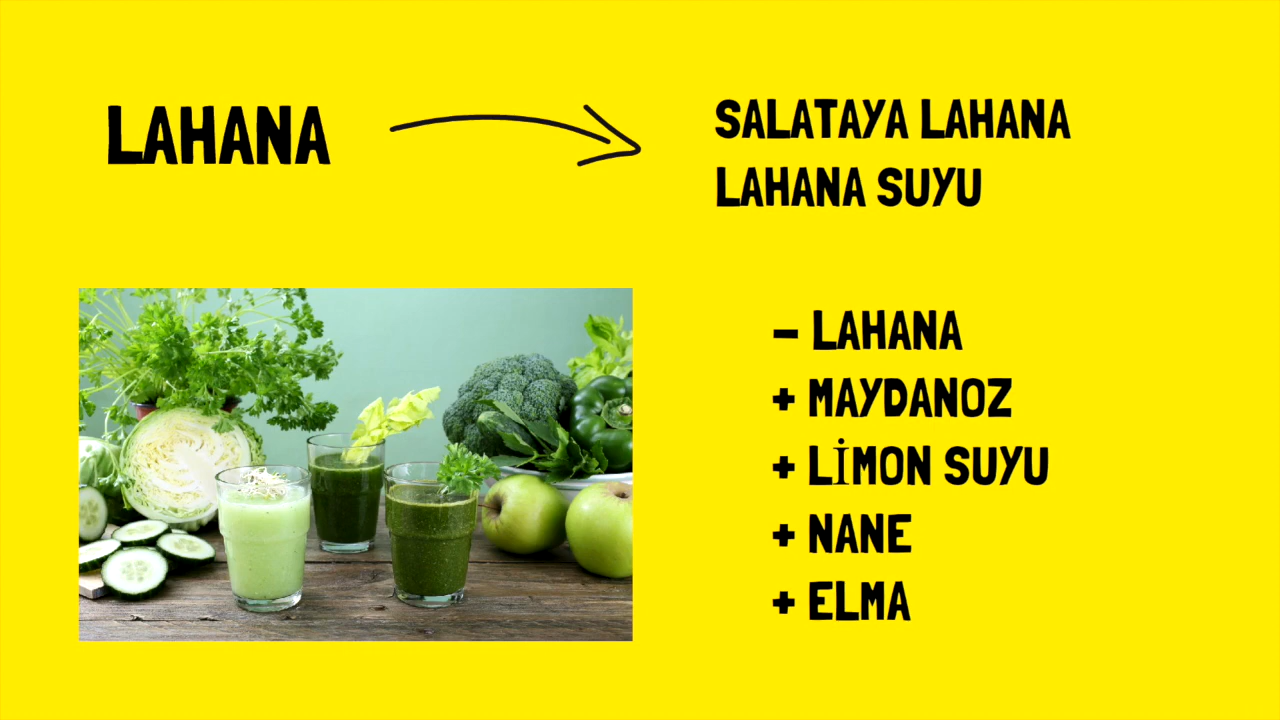 LAHANA
SALATAYA LAHANA
LAHANA SUYU
- LAHANA
+ MAYDANOZ
+ LİMON SUYU
+ NANE
+ ELMA